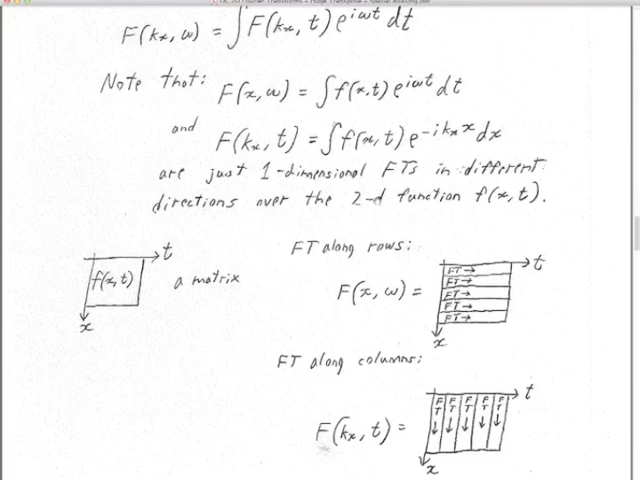 F(kx, ω) = ∫F(kx, t) e^iωt dt
Note that: F(x, ω) = ∫f(x,t) e^iωt dt
and F(kx, t) = ∫f(x,t) e^-ikx x dx
are just 1-dimensional FTs in different
directions over the 2-d function f(x,t).
t
f(x,t) a matrix
x
FT along rows:
F(x, ω) =
t
FT→
FT→
FT→
FT→
FT→
x
FT along columns:
F(kx, t) =
t
FT↓ FT↓ FT↓ FT↓ FT↓
x